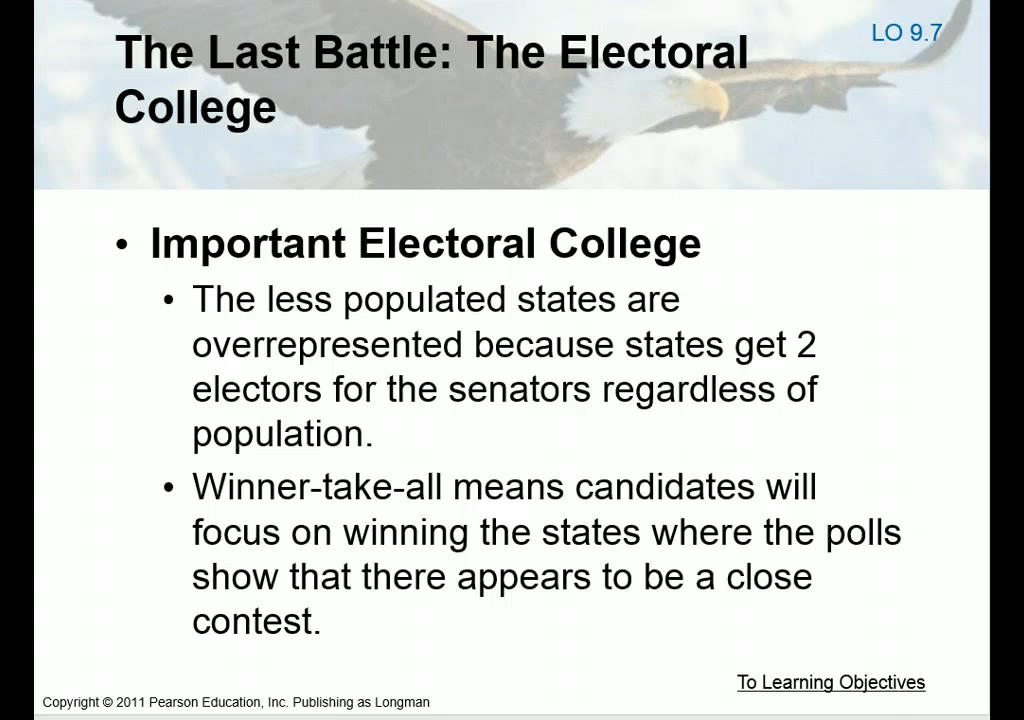 LO 9.7
The Last Battle: The Electoral
College
• Important Electoral College
• The less populated states are
overrepresented because states get 2
electors for the senators regardless of
population.
• Winner-take-all means candidates will
focus on winning the states where the polls
show that there appears to be a close
contest.
To Learning Objectives
Copyright © 2011 Pearson Education, Inc. Publishing as Longman